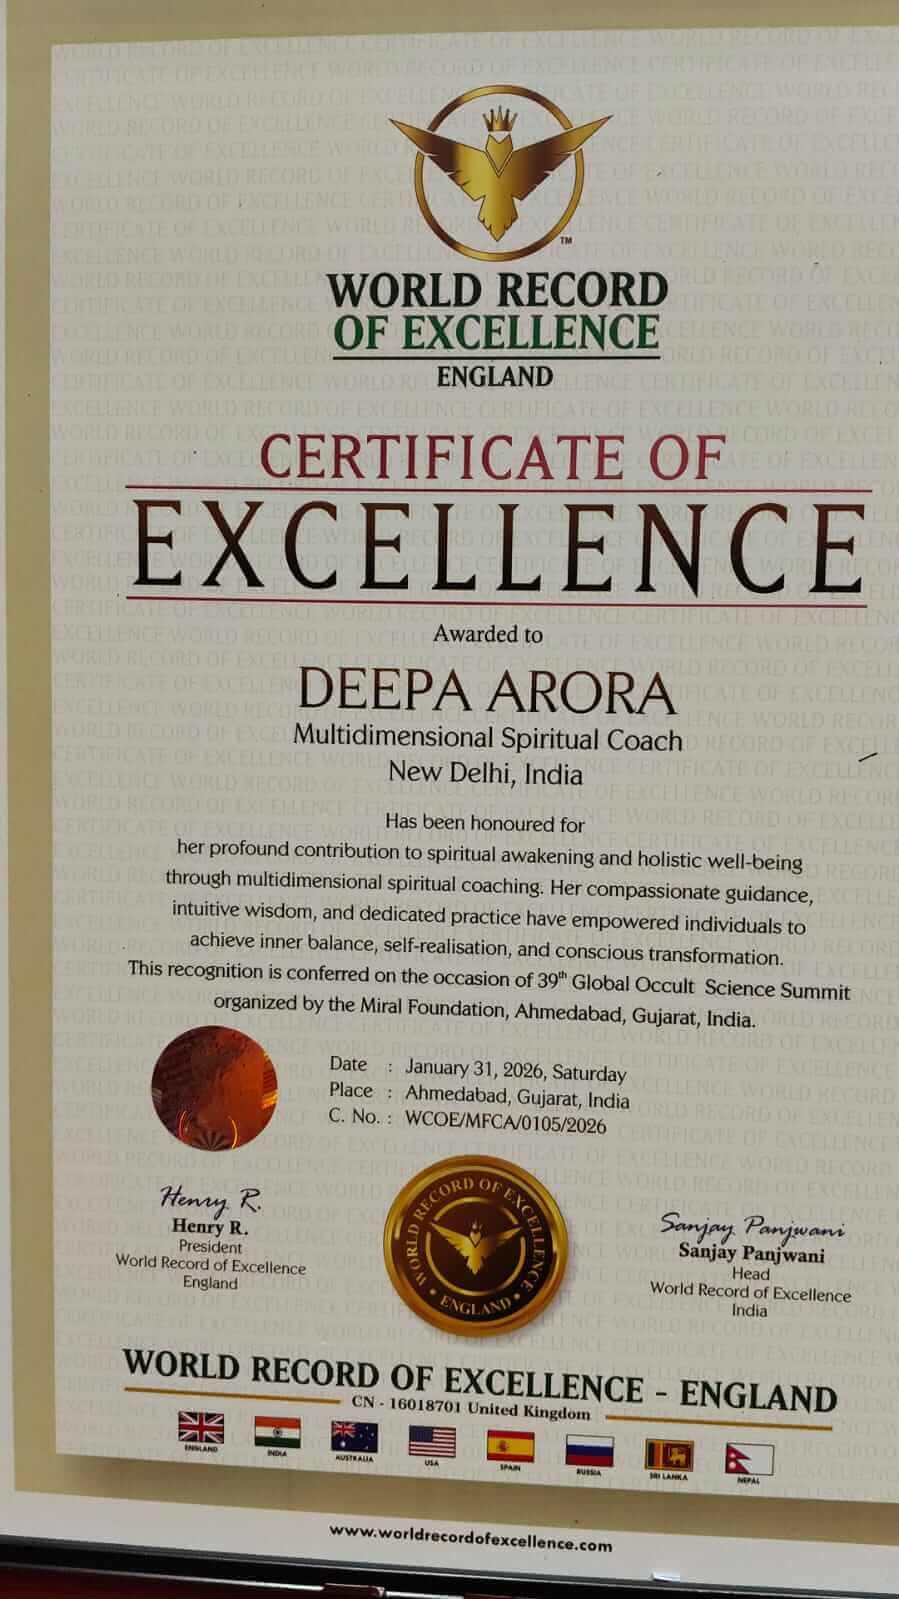 TM
WORLD RECORD
OF EXCELLENCE
ENGLAND
CERTIFICATE OF
EXCELLENCE
Awarded to
DEEPA ARORA
Multidimensional Spiritual Coach
New Delhi, India
Has been honoured for
her profound contribution to spiritual awakening and holistic well-being
through multidimensional spiritual coaching. Her compassionate guidance,
intuitive wisdom, and dedicated practice have empowered individuals to
achieve inner balance, self-realisation, and conscious transformation.
This recognition is conferred on the occasion of 39th Global Occult Science Summit
organized by the Miral Foundation, Ahmedabad, Gujarat, India.
Date : January 31, 2026, Saturday
Place : Ahmedabad, Gujarat, India
C. No. : WCOE/MFCA/0105/2026
Henry R.
Henry R.
President
World Record of Excellence
England
WORLD RECORD OF EXCELLENCE
• ENGLAND •
Sanjay Panjwani
Sanjay Panjwani
Head
World Record of Excellence
India
WORLD RECORD OF EXCELLENCE - ENGLAND
CN - 16018701 United Kingdom
ENGLAND INDIA AUSTRALIA USA SPAIN RUSSIA SRI LANKA NEPAL
www.worldrecordofexcellence.com